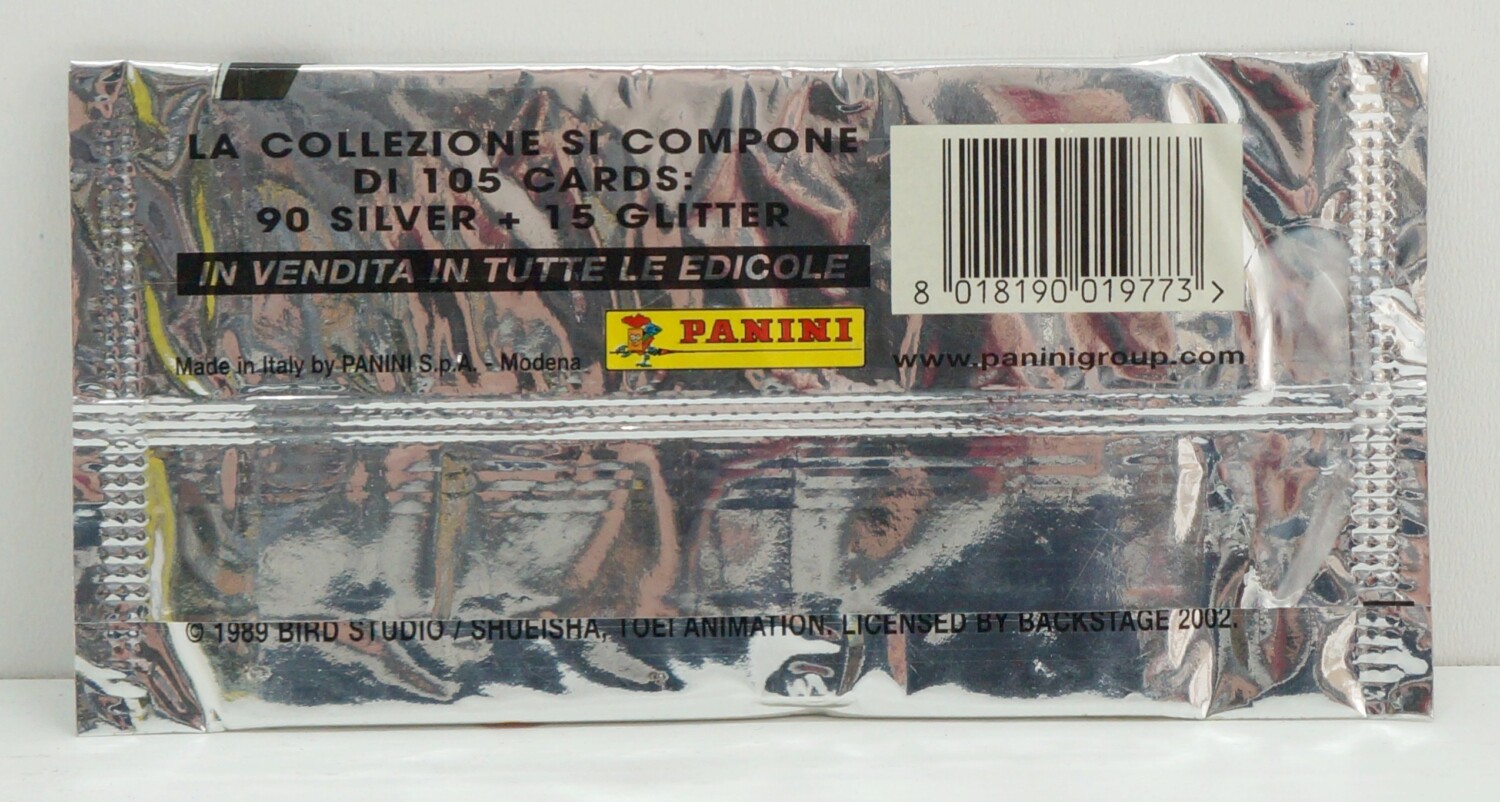 LA COLLEZIONE SI COMPONE
DI 105 CARDS:
90 SILVER + 15 GLITTER
IN VENDITA IN TUTTE LE EDICOLE
PANINI
Made in Italy by PANINI S.p.A. - Modena
8 018190 019773 >
www.paninigroup.com
© 1989 BIRD STUDIO / SHUEISHA, TOEI ANIMATION. LICENSED BY BACKSTAGE 2002.